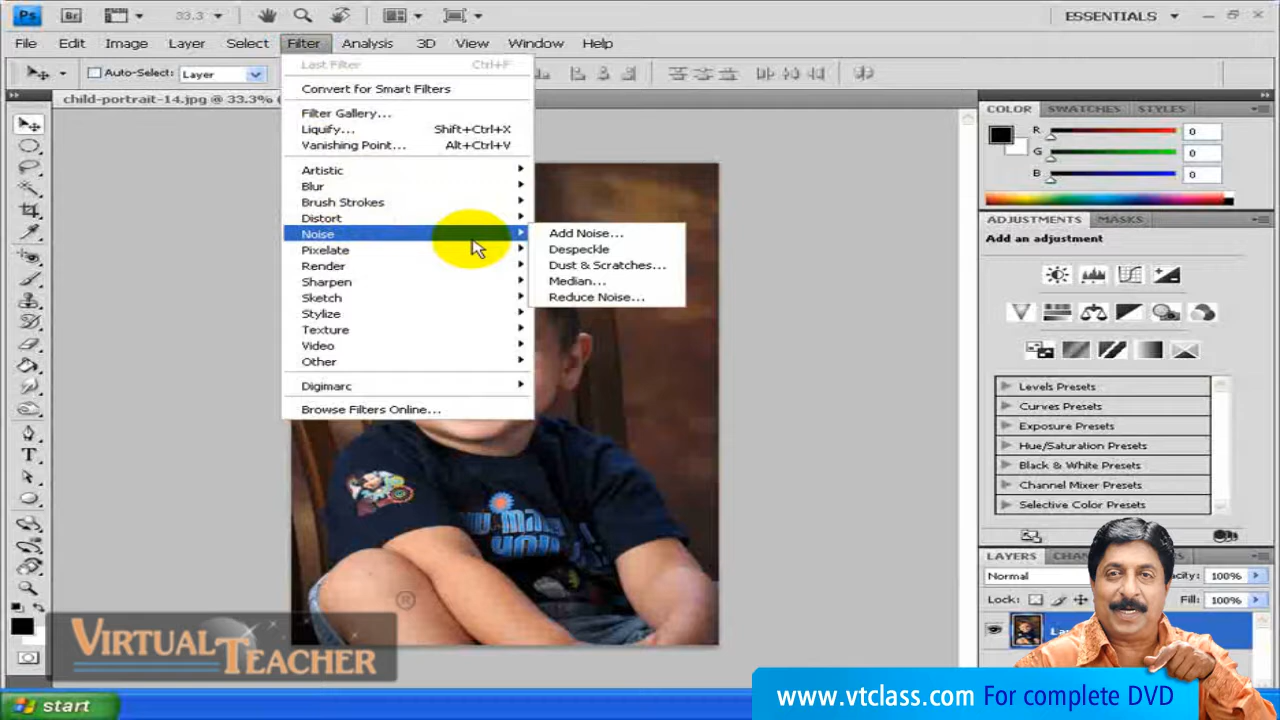 Ps Br 33.3 ESSENTIALS
File Edit Image Layer Select Filter Analysis 3D View Window Help
Auto-Select: Layer
child-portrait-14.jpg @ 33.3% (
Last Filter Ctrl+F
Convert for Smart Filters
Filter Gallery...
Liquify... Shift+Ctrl+X
Vanishing Point... Alt+Ctrl+V
Artistic
Blur
Brush Strokes
Distort
Noise
Pixelate
Render
Sharpen
Sketch
Stylize
Texture
Video
Other
Digimarc
Browse Filters Online...
Add Noise...
Despeckle
Dust & Scratches...
Median...
Reduce Noise...
COLOR SWATCHES STYLES
R 0
G 0
B 0
ADJUSTMENTS MASKS
Add an adjustment
Levels Presets
Curves Presets
Exposure Presets
Hue/Saturation Presets
Black & White Presets
Channel Mixer Presets
Selective Color Presets
LAYERS
Normal 100%
Lock: Fill: 100%
VIRTUAL TEACHER
®
start
www.vtclass.com For complete DVD